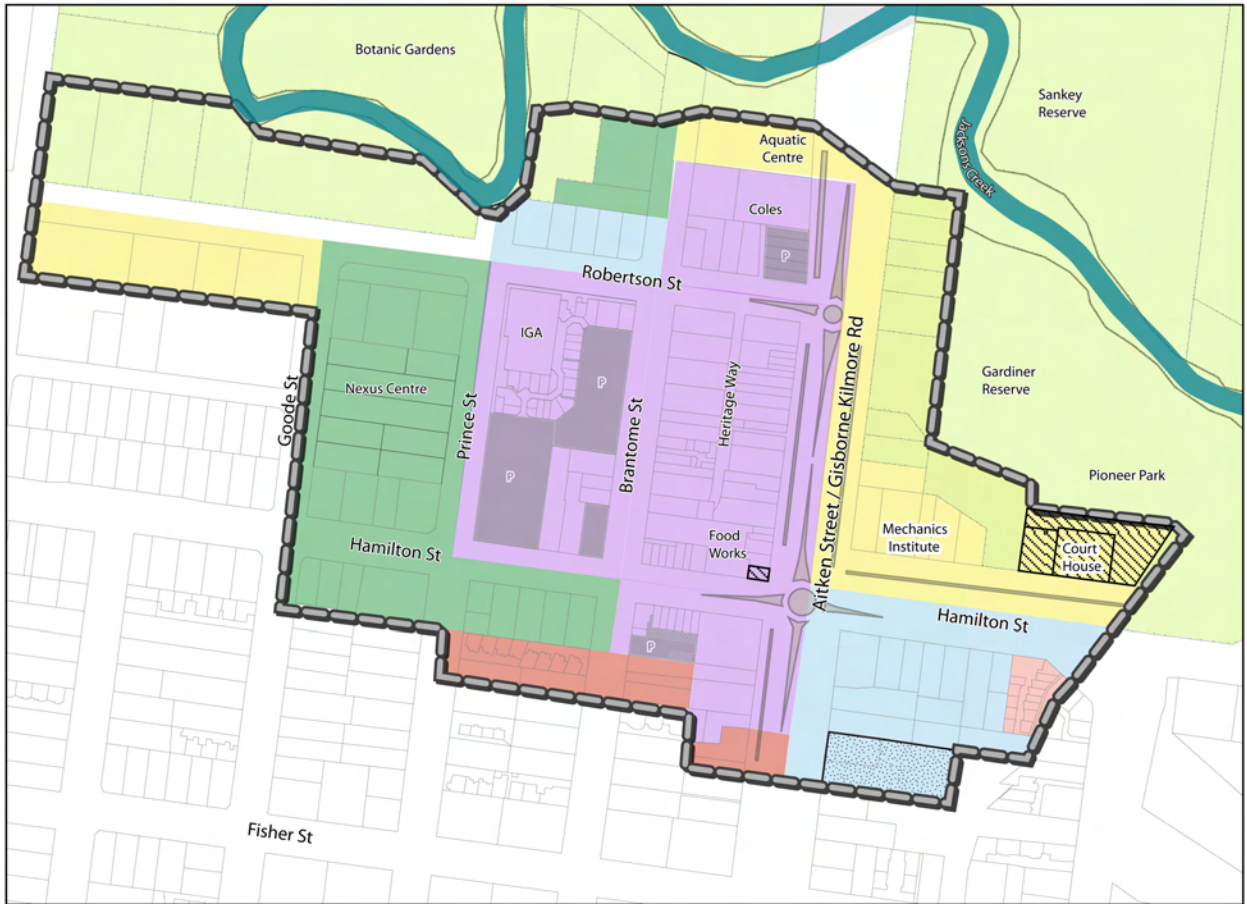 Botanic Gardens
Sankey
Reserve
Jacksons Creek
Aquatic
Centre
Coles
P
Robertson St
IGA
P
Heritage Way
Gardiner
Reserve
Goode St
Nexus Centre
Prince St
Brantome St
Aitken Street / Gisborne Kilmore Rd
P
Pioneer Park
Food
Works
Mechanics
Institute
Court
House
Hamilton St
Hamilton St
P
Fisher St